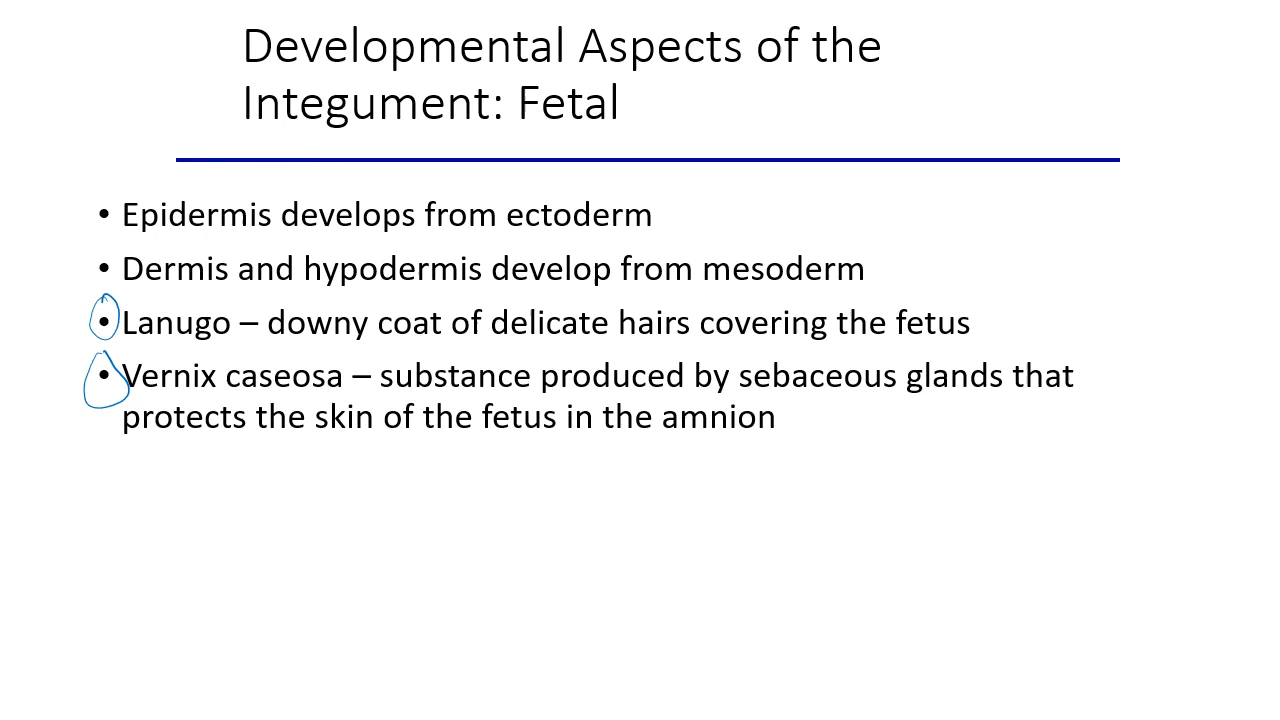 Developmental Aspects of the
Integument: Fetal
• Epidermis develops from ectoderm
• Dermis and hypodermis develop from mesoderm
• Lanugo – downy coat of delicate hairs covering the fetus
• Vernix caseosa – substance produced by sebaceous glands that
protects the skin of the fetus in the amnion